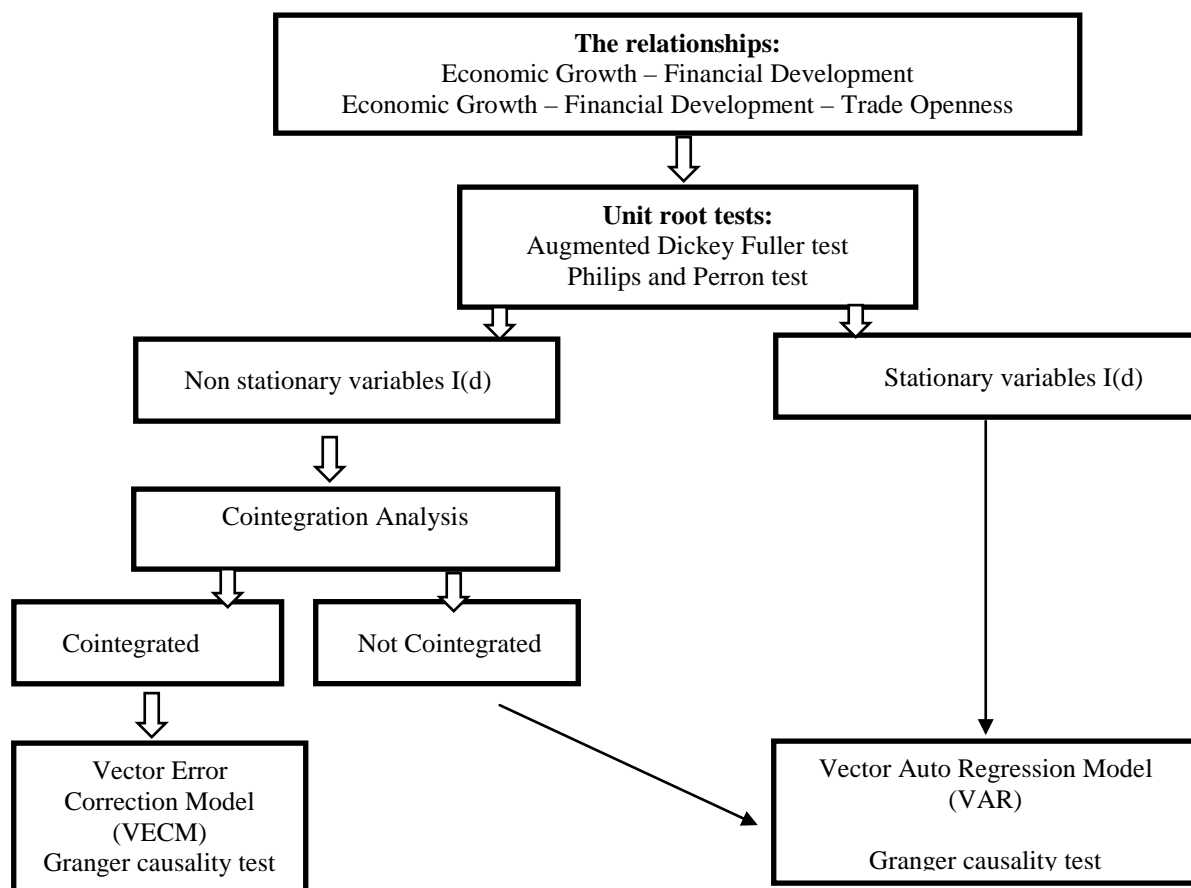 The relationships:
Economic Growth – Financial Development
Economic Growth – Financial Development – Trade Openness
Unit root tests:
Augmented Dickey Fuller test
Philips and Perron test
Non stationary variables I(d)
Stationary variables I(d)
Cointegration Analysis
Cointegrated
Not Cointegrated
Vector Error
Correction Model
(VECM)
Granger causality test
Vector Auto Regression Model
(VAR)
Granger causality test